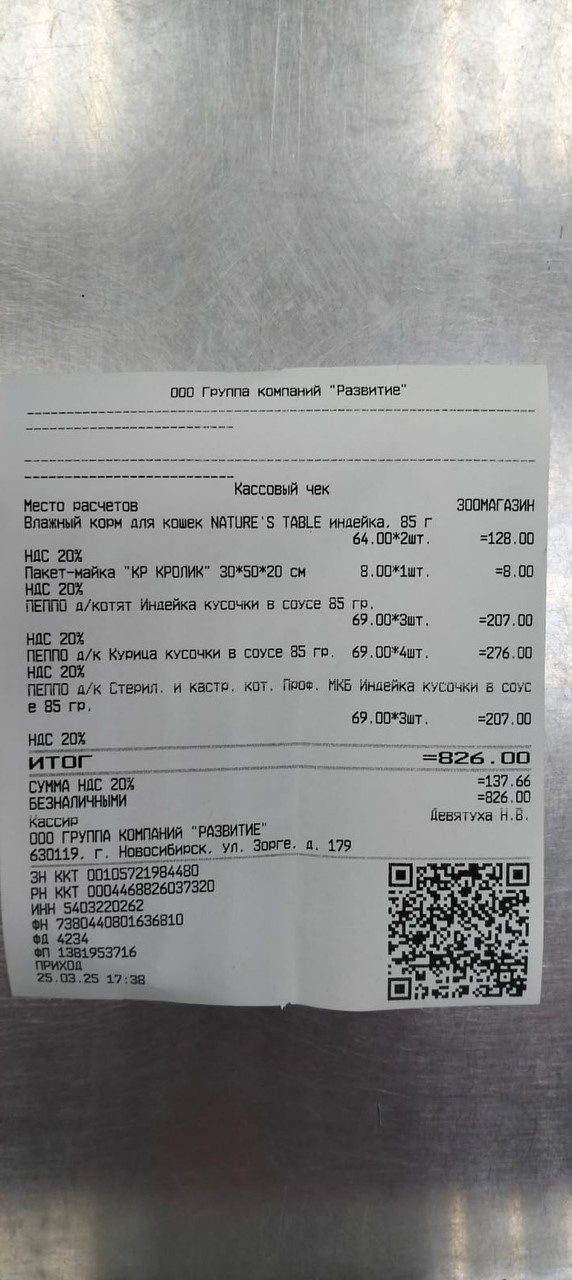 ООО Группа компаний "Развитие"
Кассовый чек
Место расчетов ЗООМАГАЗИН
Влажный корм для кошек NATURE'S TABLE индейка, 85 г
64.00*2шт. =128.00
НДС 20%
Пакет-майка "КР КРОЛИК" 30*50*20 см 8.00*1шт. =8.00
НДС 20%
ПЕППО д/котят Индейка кусочки в соусе 85 гр.
69.00*3шт. =207.00
НДС 20%
ПЕППО д/к Курица кусочки в соусе 85 гр. 69.00*4шт. =276.00
НДС 20%
ПЕППО д/к Стерил. и кастр. кот. Проф. МКБ Индейка кусочки в соус
е 85 гр.
69.00*3шт. =207.00
НДС 20%
ИТОГ =826.00
СУММА НДС 20% =137.66
БЕЗНАЛИЧНЫМИ =826.00
Кассир Девятуха Н.В.
ООО ГРУППА КОМПАНИЙ "РАЗВИТИЕ"
630119, г. Новосибирск, ул. Зорге, д. 179
ЗН ККТ 00105721984480
РН ККТ 0004468826037320
ИНН 5403220262
ФН 7380440801636810
ФД 4234
ФП 1381953716
ПРИХОД
25.03.25 17:38